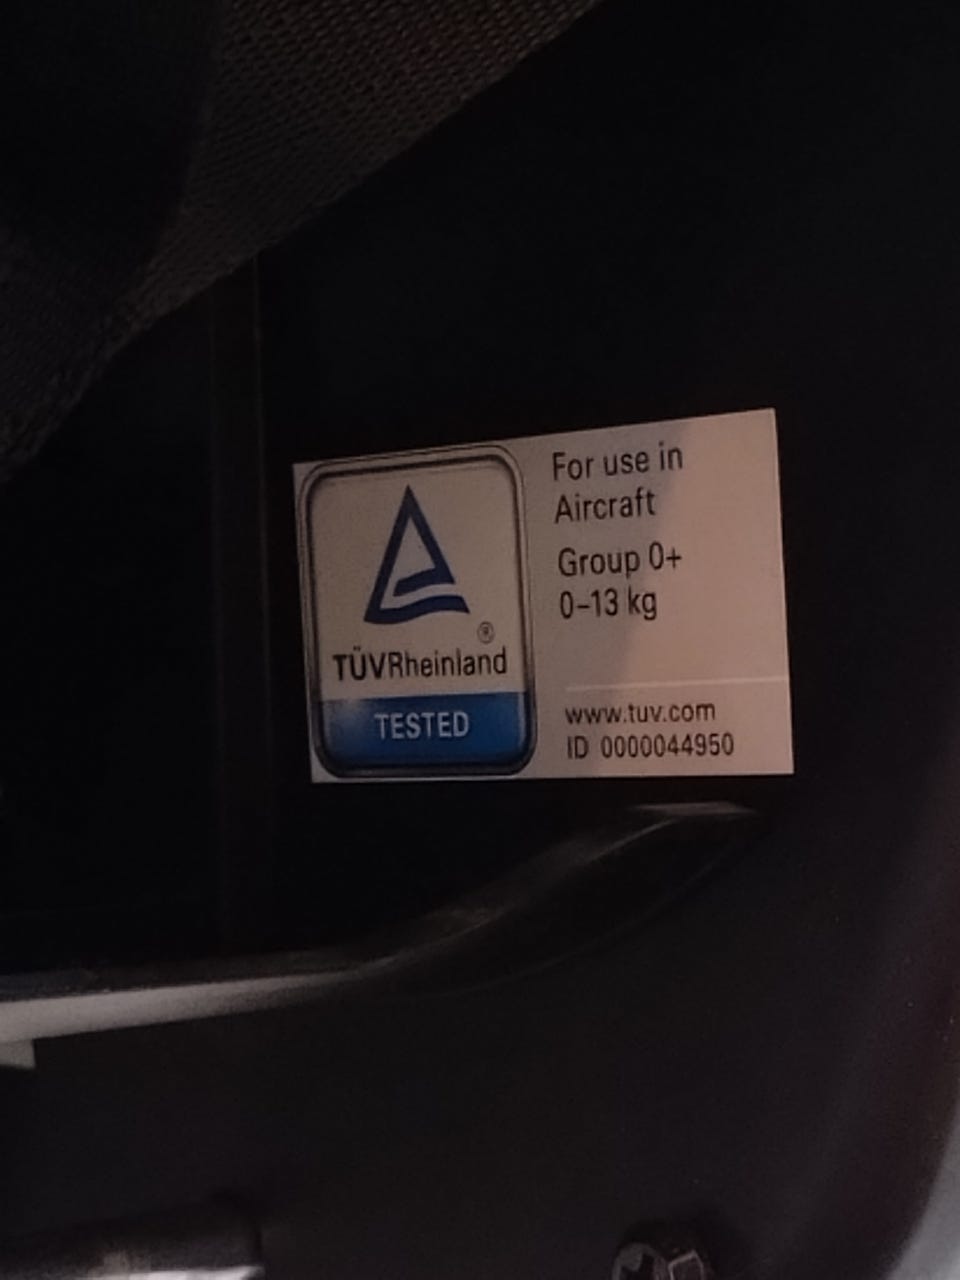 For use in
Aircraft
Group 0+
0-13 kg
®
TÜVRheinland
TESTED
www.tuv.com
ID 0000044950